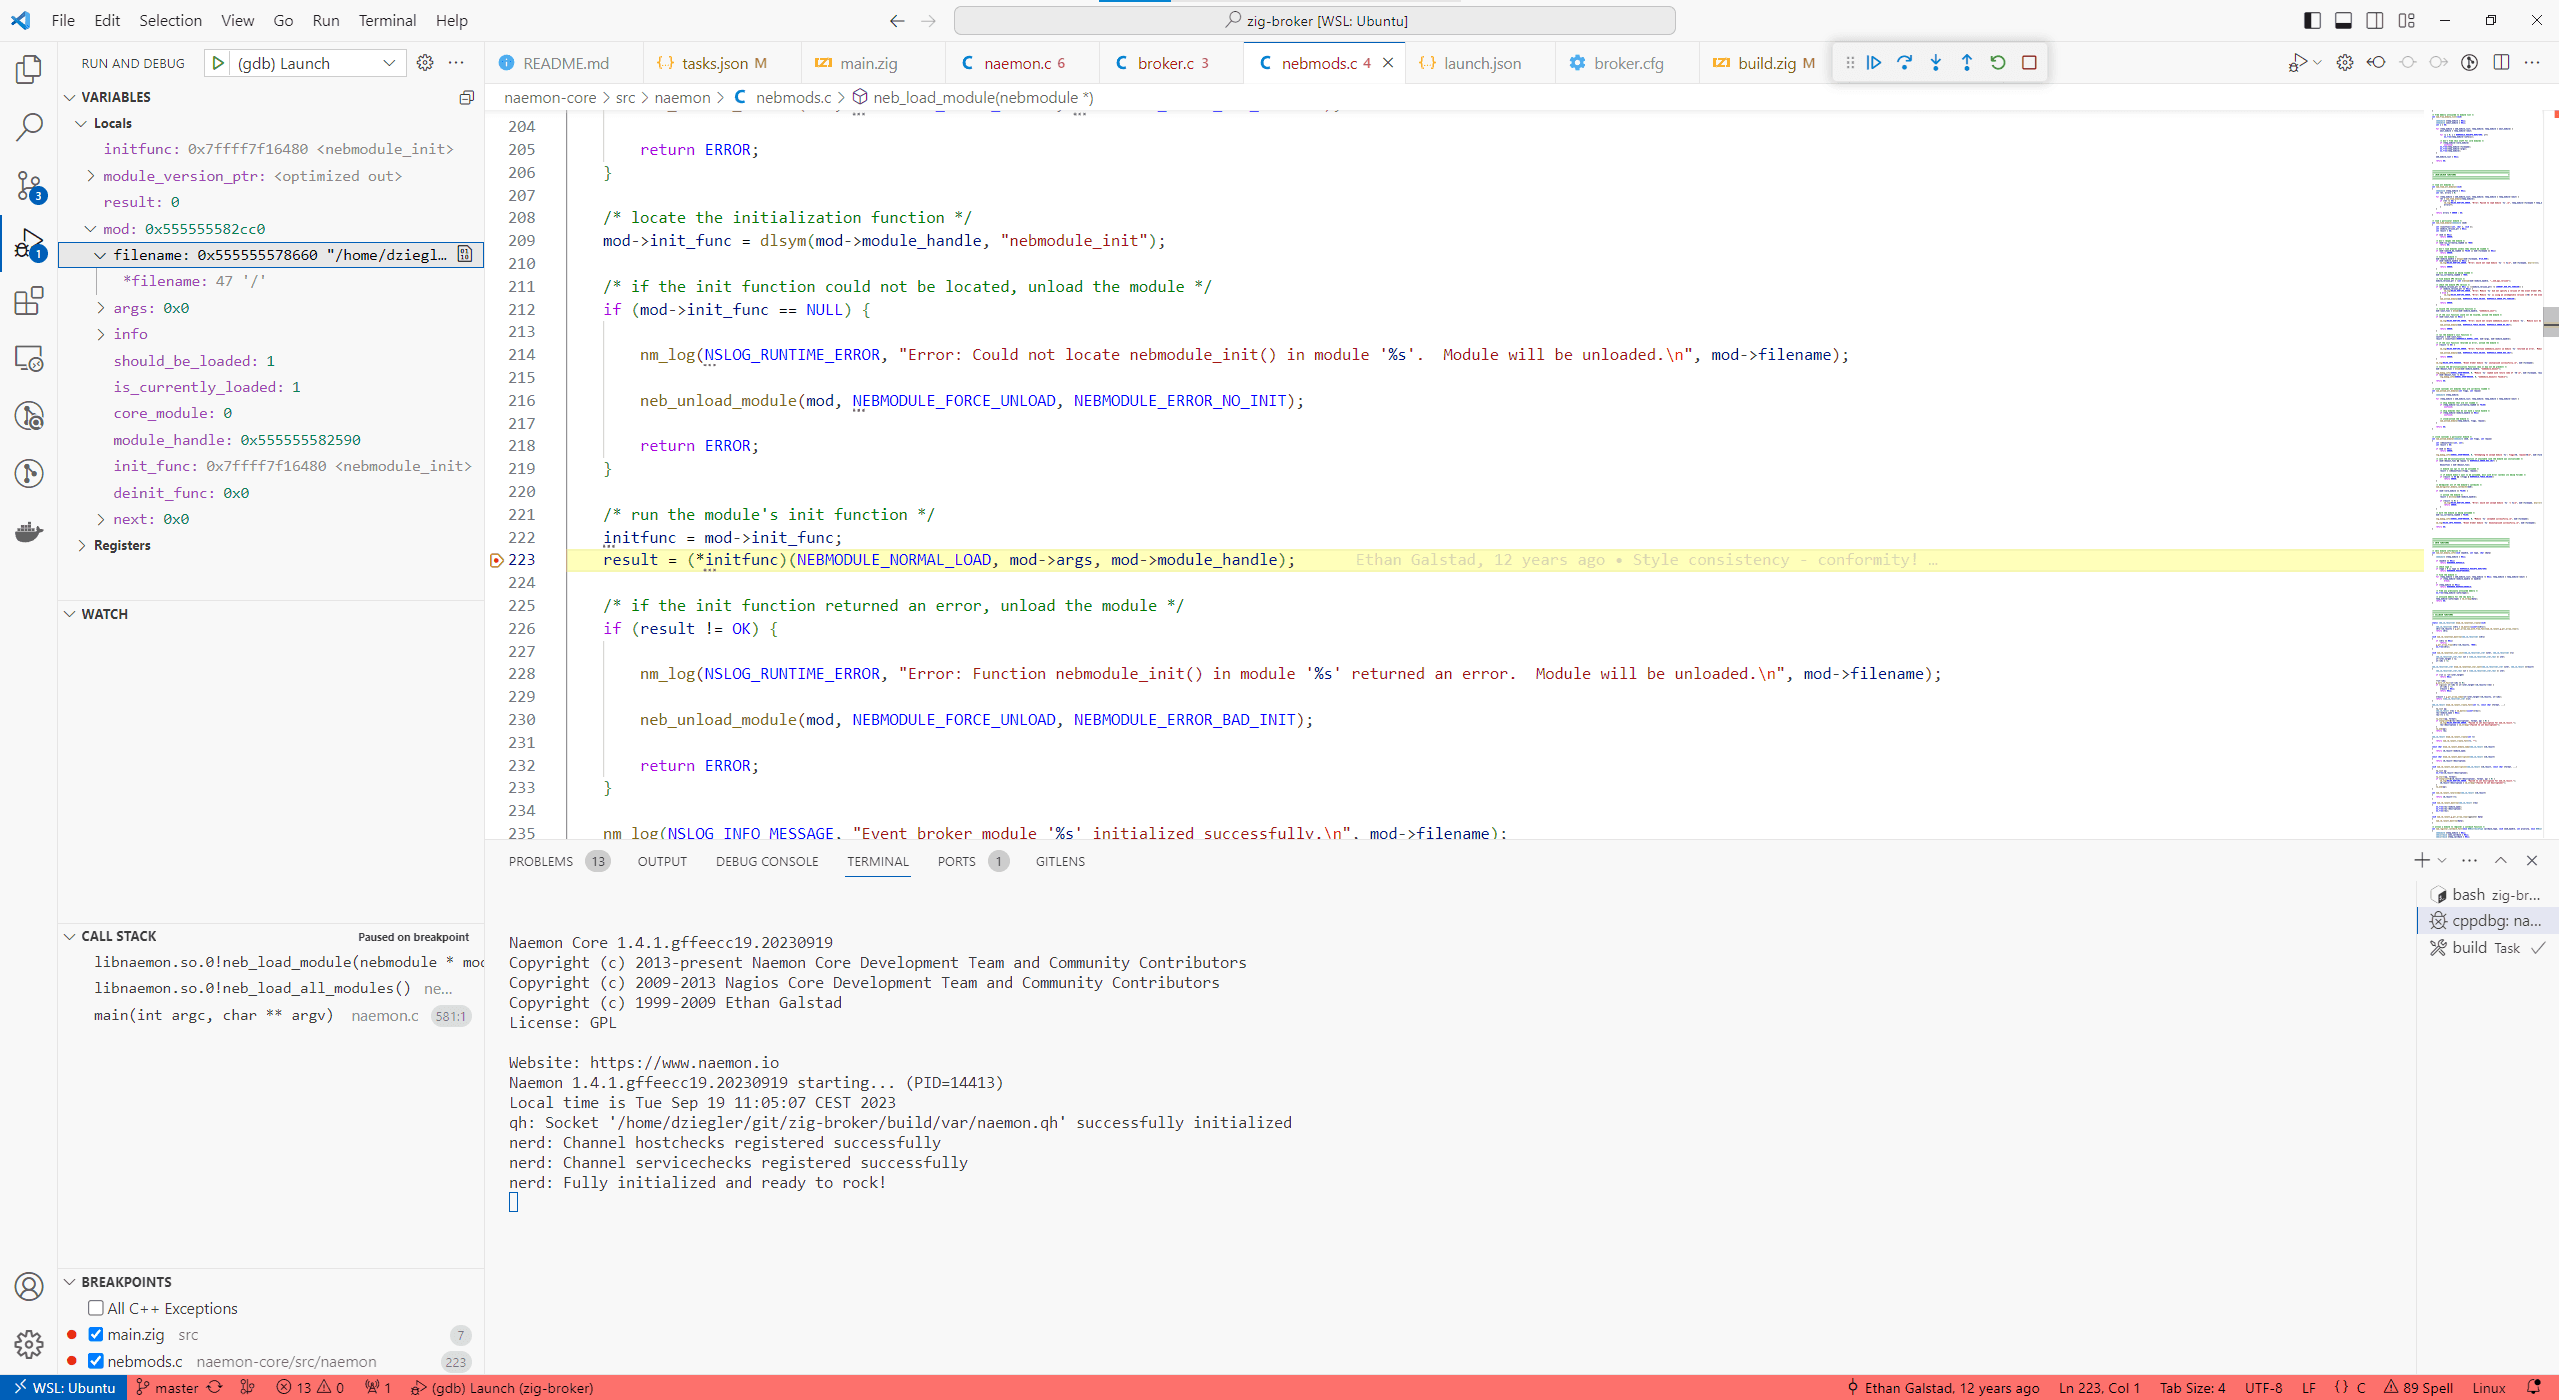 File Edit Selection View Go Run Terminal Help
zig-broker [WSL: Ubuntu]
RUN AND DEBUG (gdb) Launch
README.md tasks.json M main.zig naemon.c 6 broker.c 3 nebmods.c 4 launch.json broker.cfg build.zig M
naemon-core > src > naemon > C nebmods.c > neb_load_module(nebmodule *)
VARIABLES
Locals
initfunc: 0x7ffff7f16480 <nebmodule_init>
module_version_ptr: <optimized out>
result: 0
mod: 0x555555582cc0
filename: 0x555555578660 "/home/dziegl…
*filename: 47 '/'
args: 0x0
info
should_be_loaded: 1
is_currently_loaded: 1
core_module: 0
module_handle: 0x555555582590
init_func: 0x7ffff7f16480 <nebmodule_init>
deinit_func: 0x0
next: 0x0
Registers
WATCH
CALL STACK Paused on breakpoint
libnaemon.so.0!neb_load_module(nebmodule * mod
libnaemon.so.0!neb_load_all_modules() ne...
main(int argc, char ** argv) naemon.c 581:1
BREAKPOINTS
All C++ Exceptions
main.zig src 7
nebmods.c naemon-core/src/naemon 223
204
205 return ERROR;
206 }
207
208 /* locate the initialization function */
209 mod->init_func = dlsym(mod->module_handle, "nebmodule_init");
210
211 /* if the init function could not be located, unload the module */
212 if (mod->init_func == NULL) {
213
214 nm_log(NSLOG_RUNTIME_ERROR, "Error: Could not locate nebmodule_init() in module '%s'.  Module will be unloaded.\n", mod->filename);
215
216 neb_unload_module(mod, NEBMODULE_FORCE_UNLOAD, NEBMODULE_ERROR_NO_INIT);
217
218 return ERROR;
219 }
220
221 /* run the module's init function */
222 initfunc = mod->init_func;
223 result = (*initfunc)(NEBMODULE_NORMAL_LOAD, mod->args, mod->module_handle); Ethan Galstad, 12 years ago • Style consistency - conformity! …
224
225 /* if the init function returned an error, unload the module */
226 if (result != OK) {
227
228 nm_log(NSLOG_RUNTIME_ERROR, "Error: Function nebmodule_init() in module '%s' returned an error.  Module will be unloaded.\n", mod->filename);
229
230 neb_unload_module(mod, NEBMODULE_FORCE_UNLOAD, NEBMODULE_ERROR_BAD_INIT);
231
232 return ERROR;
233 }
234
235 nm_log(NSLOG_INFO_MESSAGE, "Event broker module '%s' initialized successfully.\n", mod->filename);
PROBLEMS 13 OUTPUT DEBUG CONSOLE TERMINAL PORTS 1 GITLENS
Naemon Core 1.4.1.gffeecc19.20230919
Copyright (c) 2013-present Naemon Core Development Team and Community Contributors
Copyright (c) 2009-2013 Nagios Core Development Team and Community Contributors
Copyright (c) 1999-2009 Ethan Galstad
License: GPL
Website: https://www.naemon.io
Naemon 1.4.1.gffeecc19.20230919 starting... (PID=14413)
Local time is Tue Sep 19 11:05:07 CEST 2023
qh: Socket '/home/dziegler/git/zig-broker/build/var/naemon.qh' successfully initialized
nerd: Channel hostchecks registered successfully
nerd: Channel servicechecks registered successfully
nerd: Fully initialized and ready to rock!
bash zig-br...
cppdbg: na...
build Task
3
1
WSL: Ubuntu master 13 0 1 (gdb) Launch (zig-broker) Ethan Galstad, 12 years ago Ln 223, Col 1 Tab Size: 4 UTF-8 LF {} C 89 Spell Linux